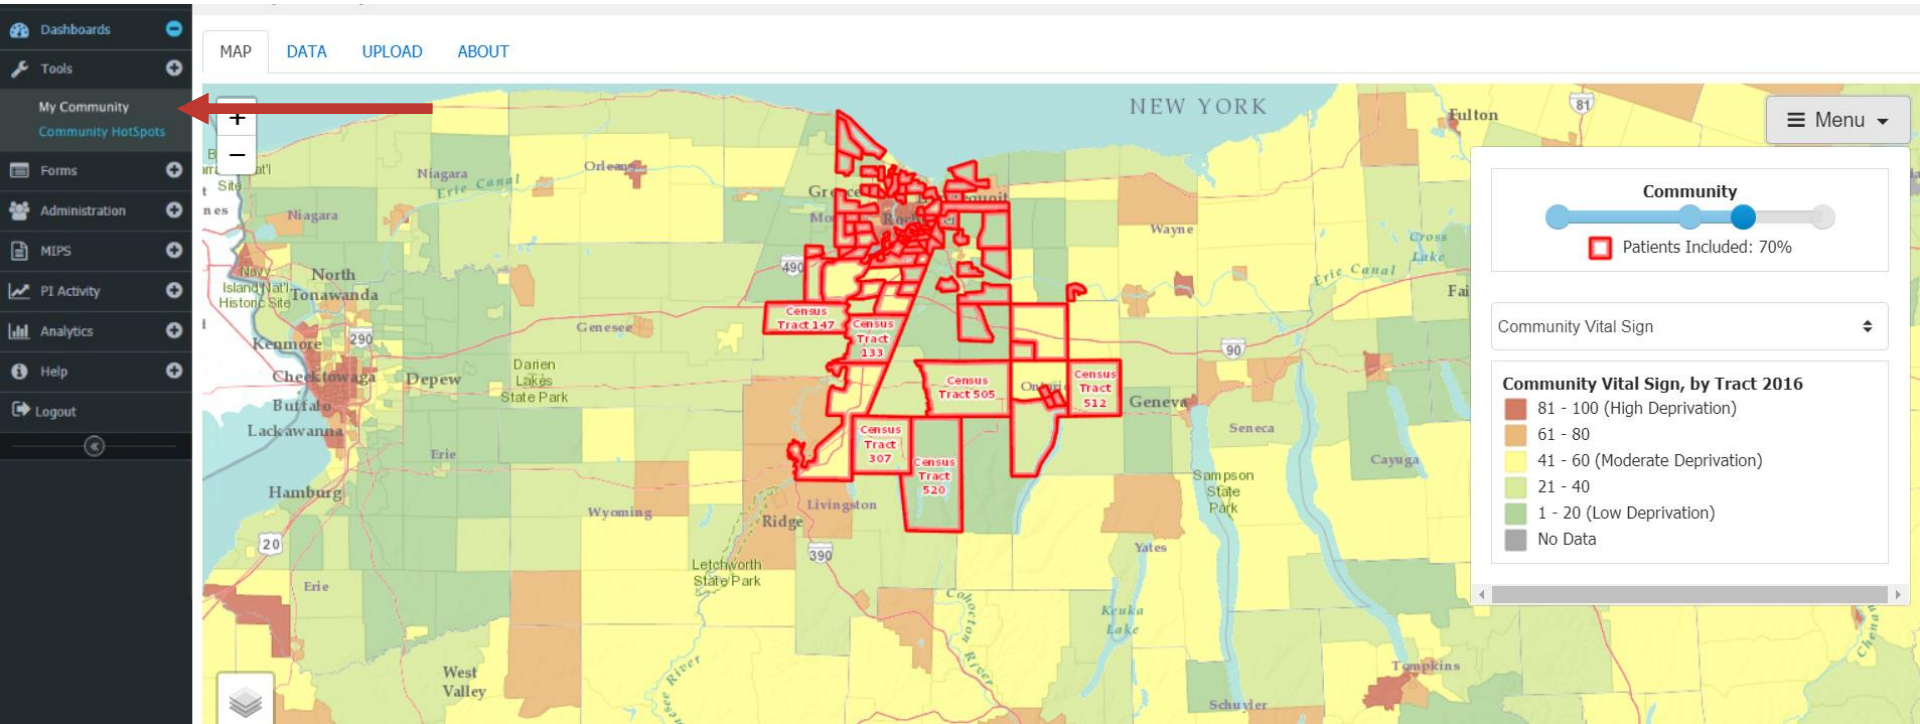 Dashboards
Tools
My Community
Community HotSpots
Forms
Administration
MIPS
PI Activity
Analytics
Help
Logout
MAP
DATA
UPLOAD
ABOUT
+
−
NEW YORK
Fulton
81
Menu
Community
Patients Included: 70%
Community Vital Sign
Community Vital Sign, by Tract 2016
81 - 100 (High Deprivation)
61 - 80
41 - 60 (Moderate Deprivation)
21 - 40
1 - 20 (Low Deprivation)
No Data
Site
Niagara
Erie Canal
Orleans
Niagara
Wayne
Cross
Lake
Erie Canal
490
North
Tonawanda
Island Nat'l
Historic Site
Navy
Genesee
290
Kenmore
Cheektowaga
Depew
Buffalo
Lackawanna
Darien
Lakes
State Park
Census
Tract 147
Census
Tract
133
Census
Tract 505
Census
Tract
512
Geneva
90
Seneca
Cayuga
Erie
Hamburg
Wyoming
Census
Tract
307
Census
Tract
520
Livingston
Ridge
Sampson
State
Park
20
390
Yates
Letchworth
State Park
Erie
Cohocton
River
Keuka
Lake
West
Valley
River
Tompkins
Schuyler